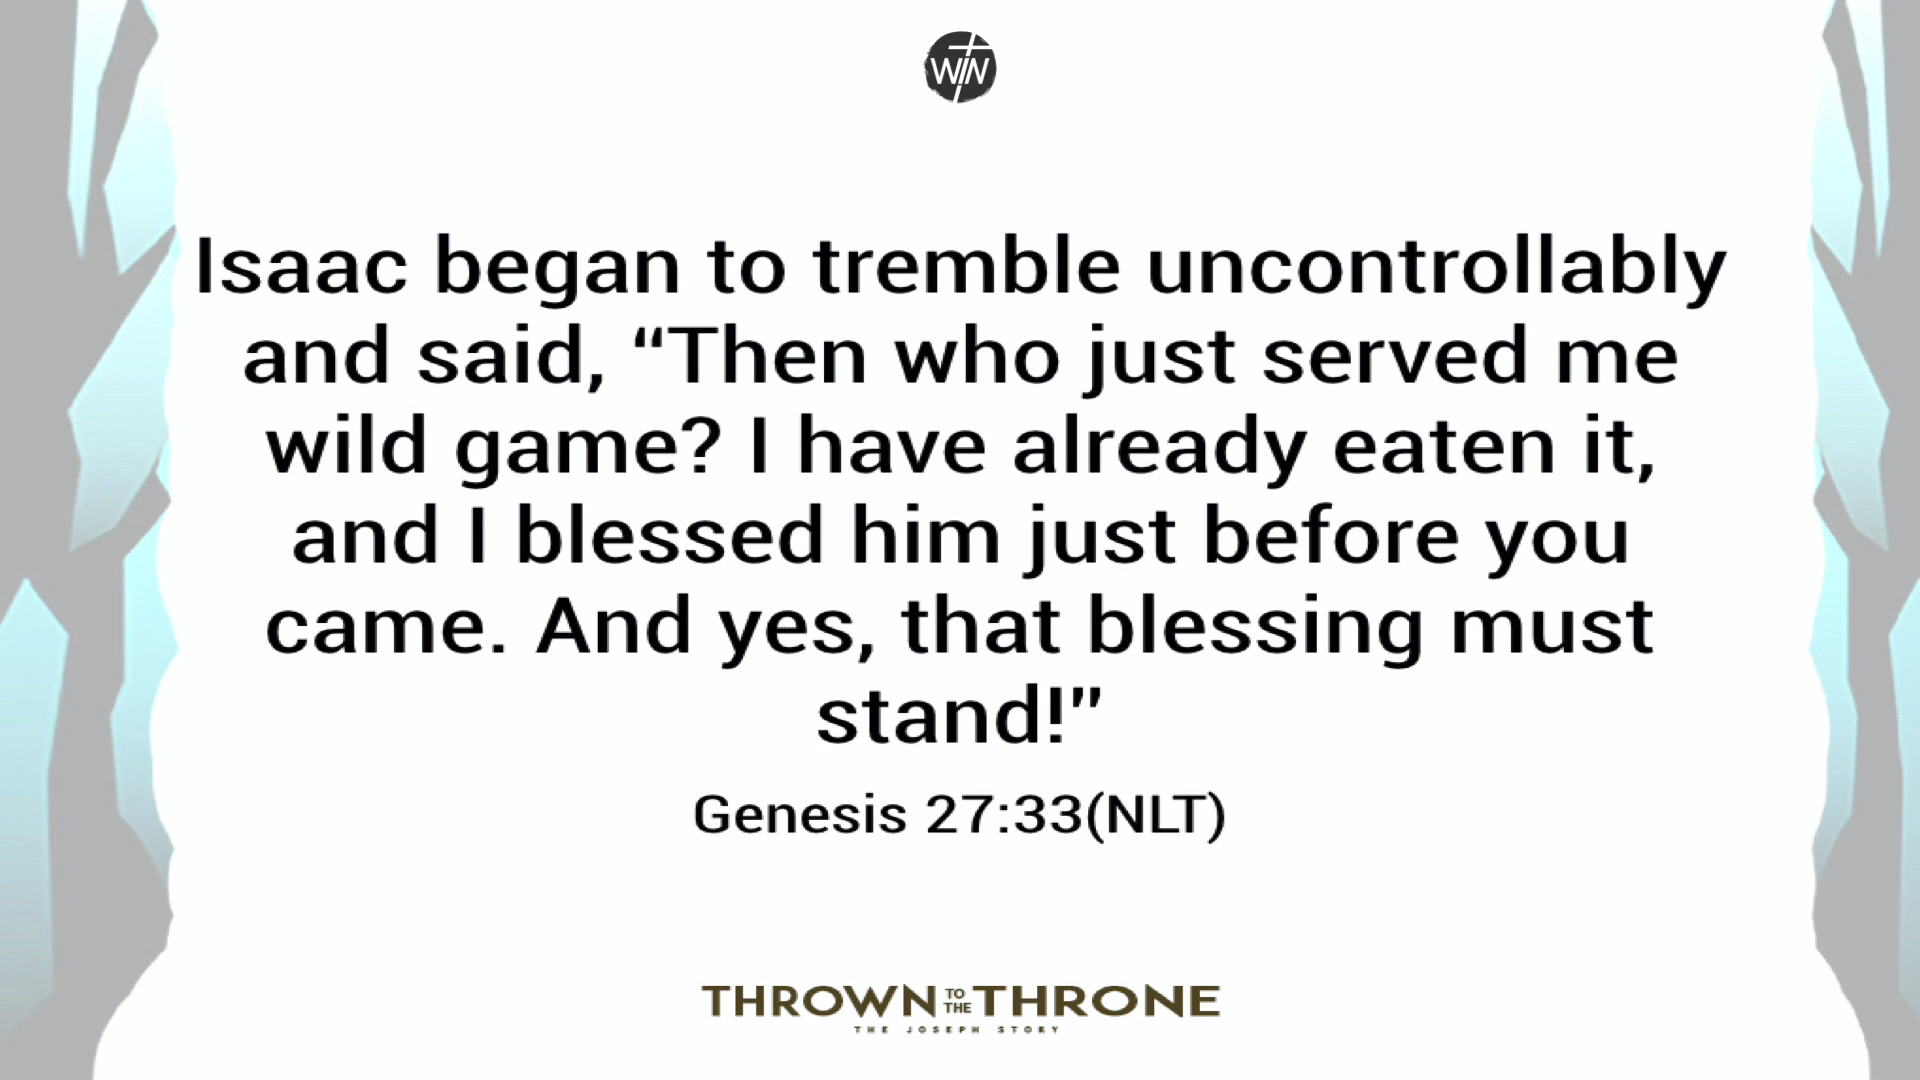 WIN
Isaac began to tremble uncontrollably
and said, “Then who just served me
wild game? I have already eaten it,
and I blessed him just before you
came. And yes, that blessing must
stand!”
Genesis 27:33(NLT)
THROWN TO THE THRONE
THE JOSEPH STORY